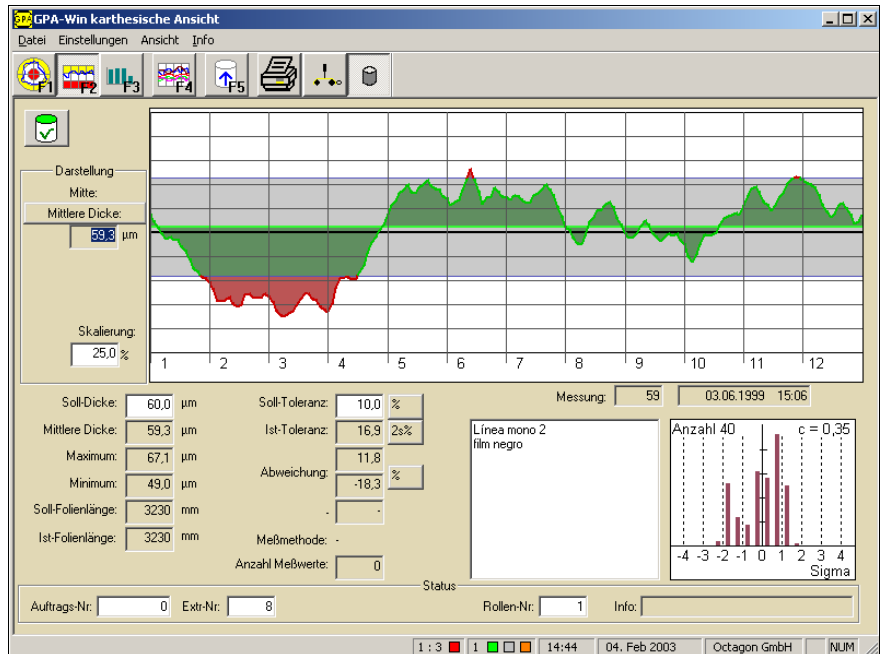 GPA-Win karthesische Ansicht
Datei Einstellungen Ansicht Info
F1 F2 F3 F4 F5
Darstellung
Mitte:
Mittlere Dicke:
59,3 µm
Skalierung:
25,0 %
1 2 3 4 5 6 7 8 9 10 11 12
Messung: 59 03.06.1999 15:06
Soll-Dicke: 60,0 µm Soll-Toleranz: 10,0 %
Mittlere Dicke: 59,3 µm Ist-Toleranz: 16,9 2s%
Maximum: 67,1 µm Abweichung: 11,8 %
Minimum: 49,0 µm -18,3
Soll-Folienlänge: 3230 mm - -
Ist-Folienlänge: 3230 mm Meßmethode: -
Anzahl Meßwerte: 0
Línea mono 2
film negro
Anzahl 40 c = 0,35
-4 -3 -2 -1 0 1 2 3 4
Sigma
Status
Auftrags-Nr: 0 Extr-Nr: 8 Rollen-Nr: 1 Info:
1 : 3 1 14:44 04. Feb 2003 Octagon GmbH NUM